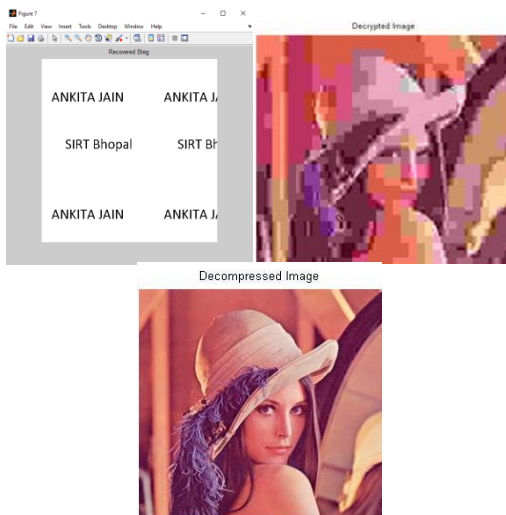 Figure 7
File Edit View Insert Tools Desktop Window Help
Recovered Steg
ANKITA JAIN ANKITA JA
SIRT Bhopal SIRT Bh
ANKITA JAIN ANKITA JA
Decrypted Image
Decompressed Image